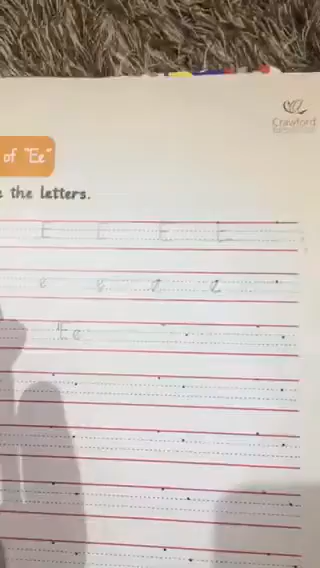 Crawford
of "Ee"
the letters.
E E E E
e e e e
Ee